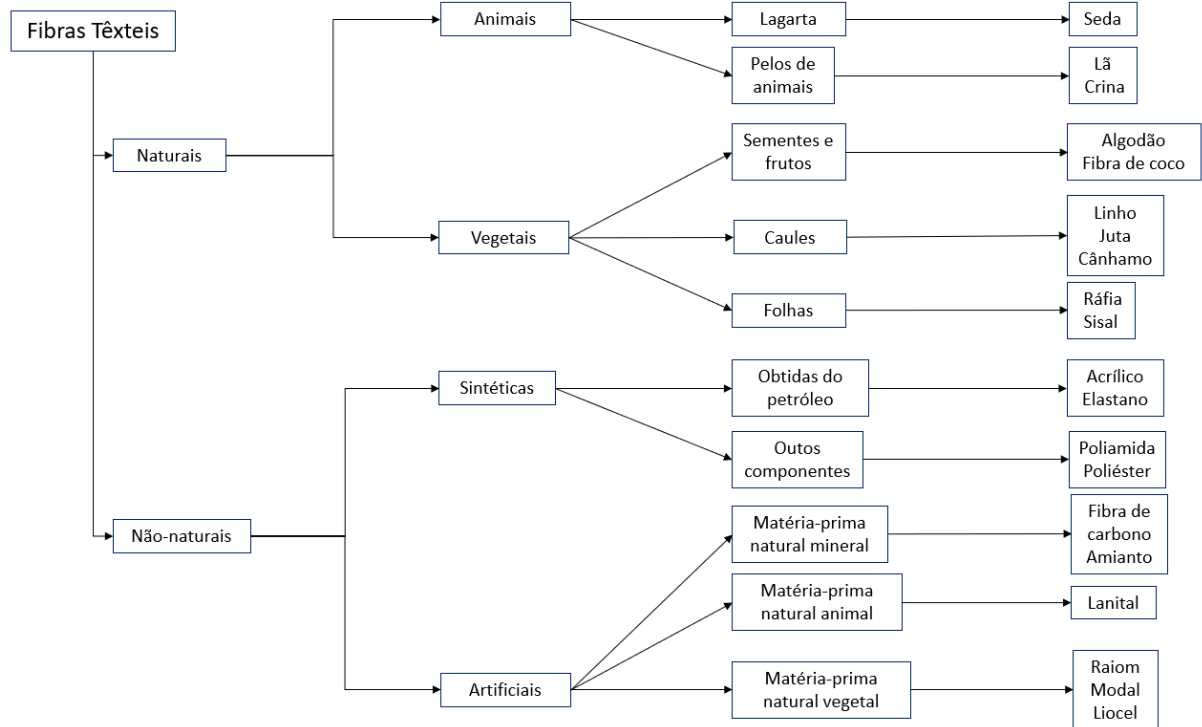 Fibras Têxteis
Animais
Lagarta
Seda
Pelos de
animais
Lã
Crina
Naturais
Sementes e
frutos
Algodão
Fibra de coco
Vegetais
Caules
Linho
Juta
Cânhamo
Folhas
Ráfia
Sisal
Sintéticas
Obtidas do
petróleo
Acrílico
Elastano
Outos
componentes
Poliamida
Poliéster
Não-naturais
Matéria-prima
natural mineral
Fibra de
carbono
Amianto
Matéria-prima
natural animal
Lanital
Artificiais
Matéria-prima
natural vegetal
Raiom
Modal
Liocel